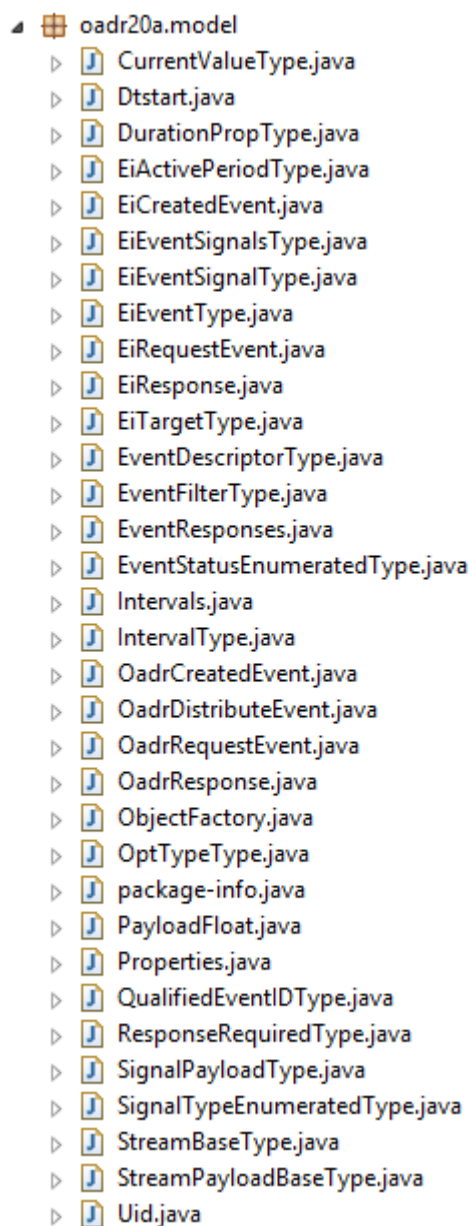 oadr20a.model
CurrentValueType.java
Dtstart.java
DurationPropType.java
EiActivePeriodType.java
EiCreatedEvent.java
EiEventSignalsType.java
EiEventSignalType.java
EiEventType.java
EiRequestEvent.java
EiResponse.java
EiTargetType.java
EventDescriptorType.java
EventFilterType.java
EventResponses.java
EventStatusEnumeratedType.java
Intervals.java
IntervalType.java
OadrCreatedEvent.java
OadrDistributeEvent.java
OadrRequestEvent.java
OadrResponse.java
ObjectFactory.java
OptTypeType.java
package-info.java
PayloadFloat.java
Properties.java
QualifiedEventIDType.java
ResponseRequiredType.java
SignalPayloadType.java
SignalTypeEnumeratedType.java
StreamBaseType.java
StreamPayloadBaseType.java
Uid.java